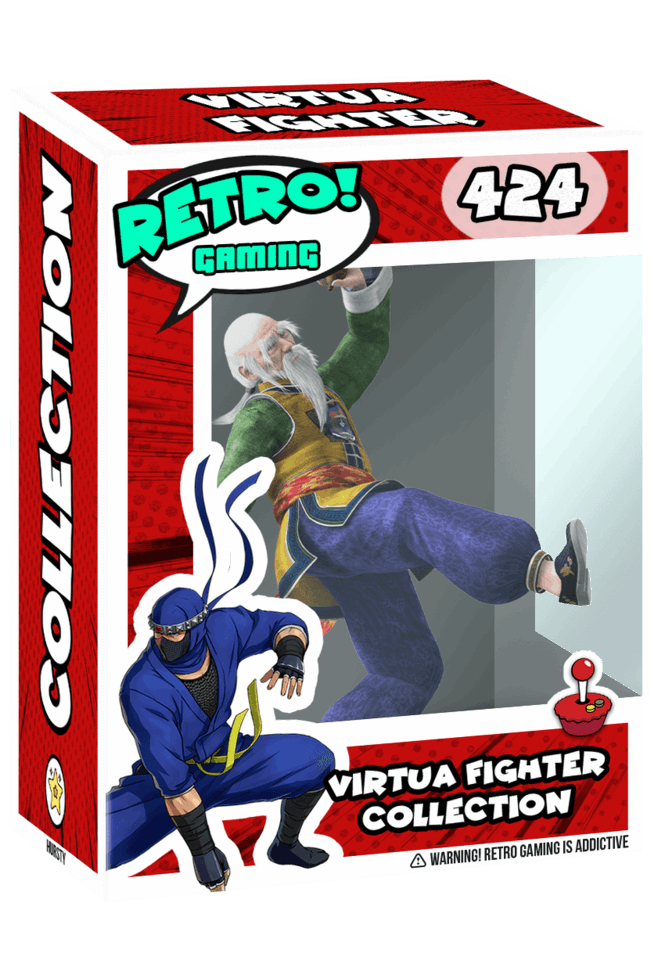 VIRTUA
FIGHTER
COLLECTION
RETRO!
GAMING
424
VIRTUA FIGHTER
COLLECTION
WARNING! RETRO GAMING IS ADDICTIVE
HURSTY